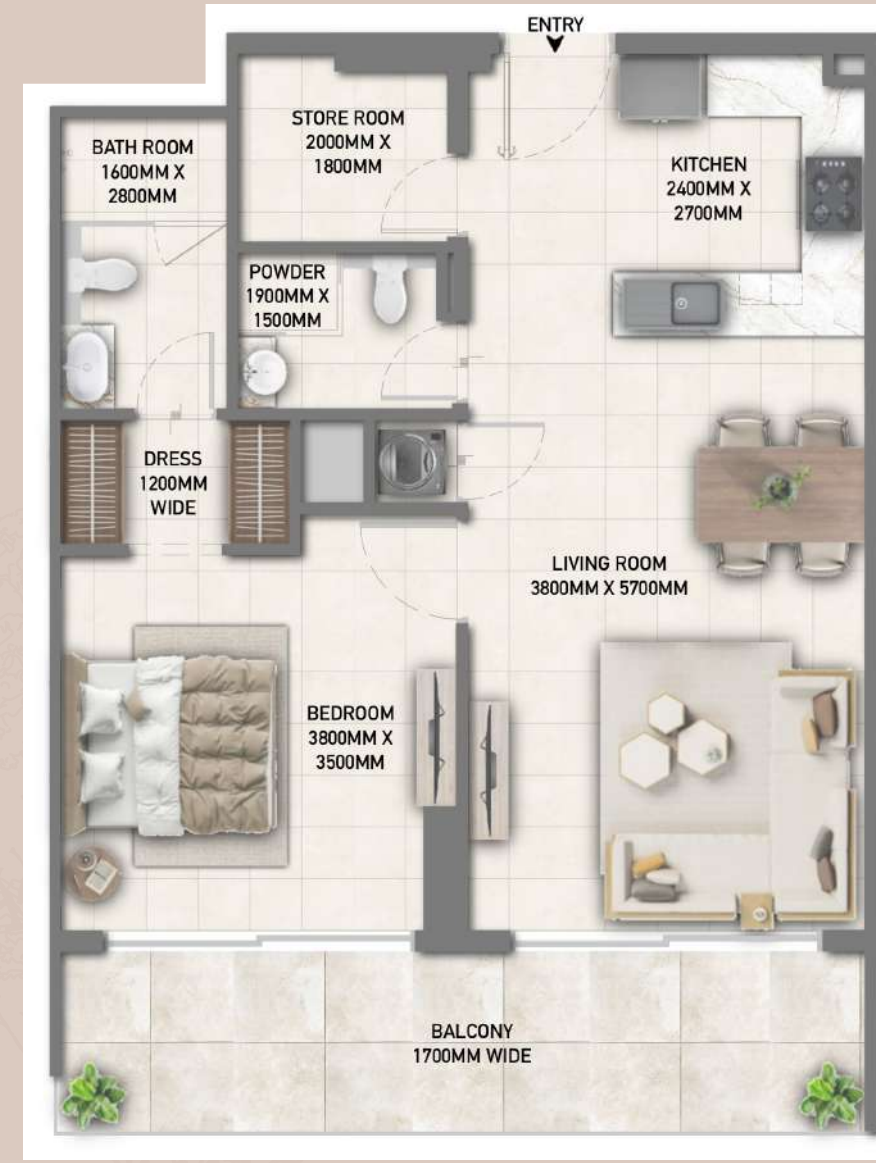 ENTRY
STORE ROOM
2000MM X
1800MM
BATH ROOM
1600MM X
2800MM
KITCHEN
2400MM X
2700MM
POWDER
1900MM X
1500MM
DRESS
1200MM
WIDE
LIVING ROOM
3800MM X 5700MM
BEDROOM
3800MM X
3500MM
BALCONY
1700MM WIDE